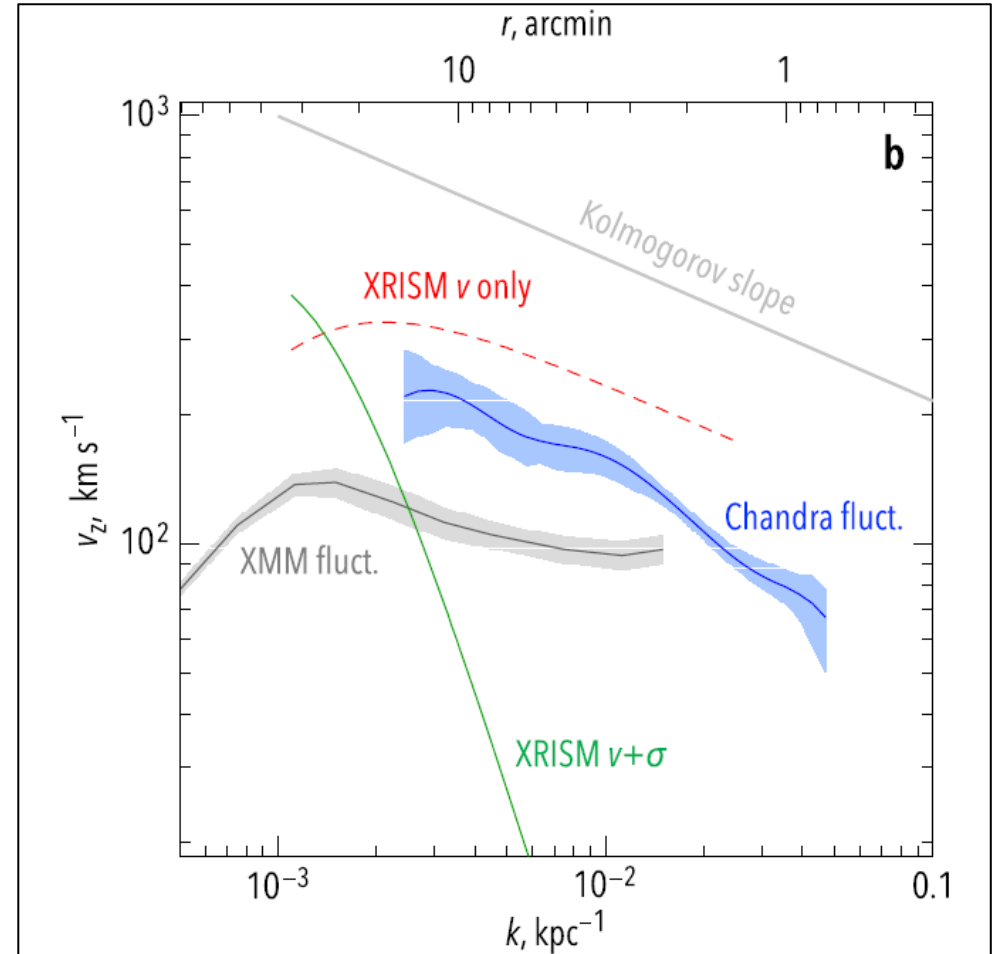 r, arcmin
10
1
10³
b
Kolmogorov slope
XRISM v only
v_z, km s⁻¹
Chandra fluct.
10²
XMM fluct.
XRISM v+σ
10⁻³
10⁻²
0.1
k, kpc⁻¹